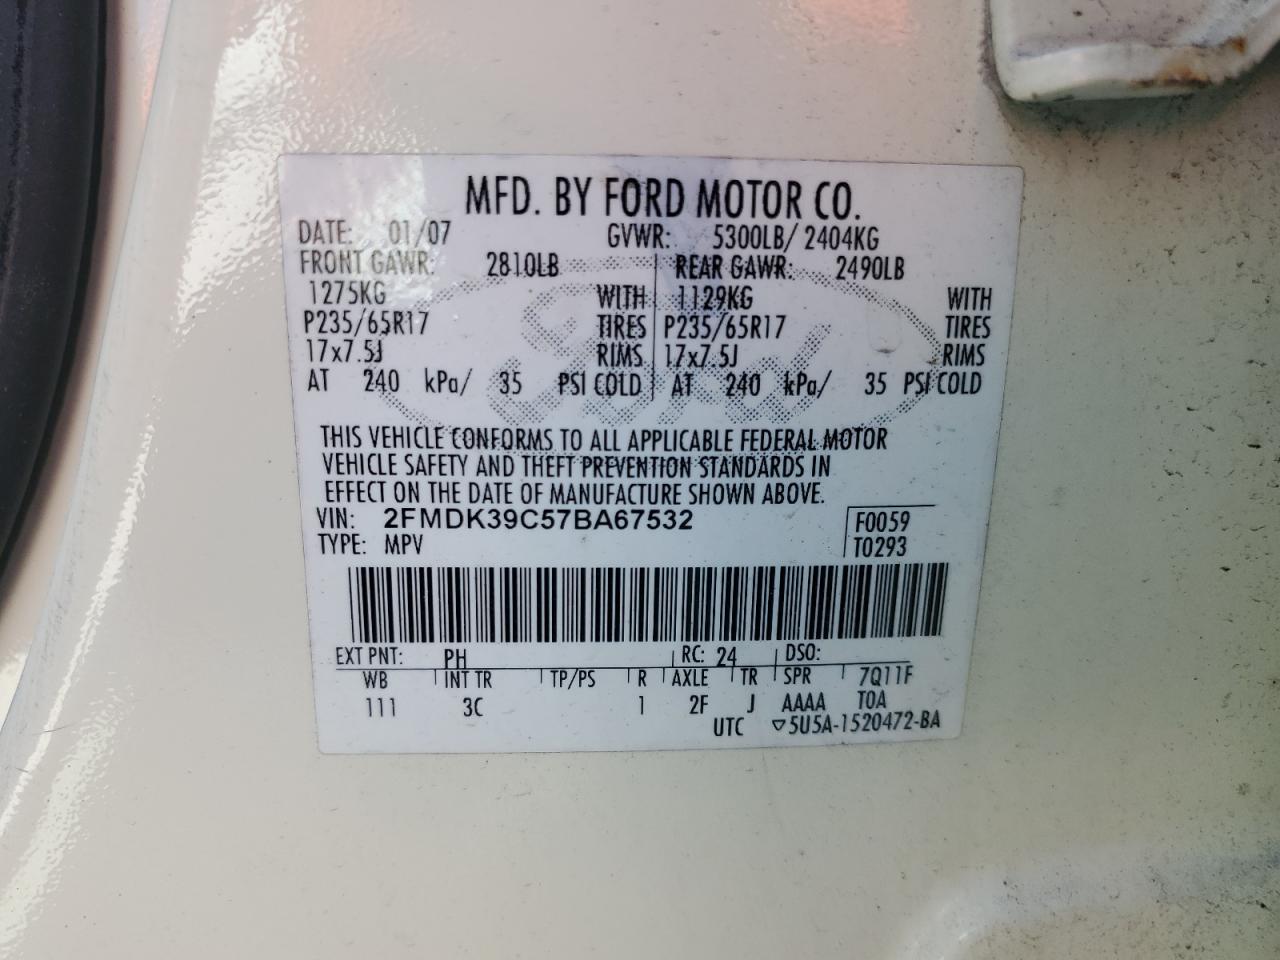 MFD. BY FORD MOTOR CO.
DATE: 01/07 GVWR: 5300LB/ 2404KG
FRONT GAWR: 2810LB REAR GAWR: 2490LB
1275KG WITH 1129KG WITH
P235/65R17 TIRES P235/65R17 TIRES
17x7.5J RIMS 17x7.5J RIMS
AT 240 kPa/ 35 PSI COLD AT 240 kPa/ 35 PSI COLD
Ford
THIS VEHICLE CONFORMS TO ALL APPLICABLE FEDERAL MOTOR
VEHICLE SAFETY AND THEFT PREVENTION STANDARDS IN
EFFECT ON THE DATE OF MANUFACTURE SHOWN ABOVE.
VIN: 2FMDK39C57BA67532 F0059
TYPE: MPV T0293
EXT PNT: PH RC: 24 DSO:
WB INT TR TP/PS R AXLE TR SPR 7Q11F
111 3C 1 2F J AAAA T0A
UTC ▽5U5A-1520472-BA